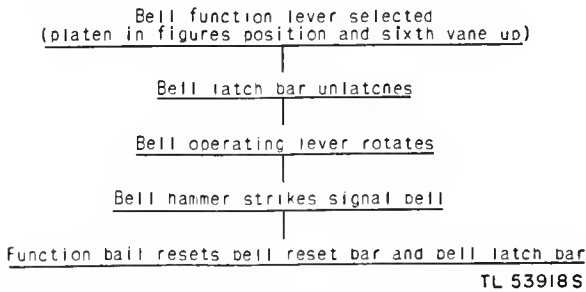 Bell function lever selected
(platen in figures position and sixth vane up)
Bell latch bar unlatches
Bell operating lever rotates
Bell hammer strikes signal bell
Function bail resets bell reset bar and bell latch bar
TL 53918S